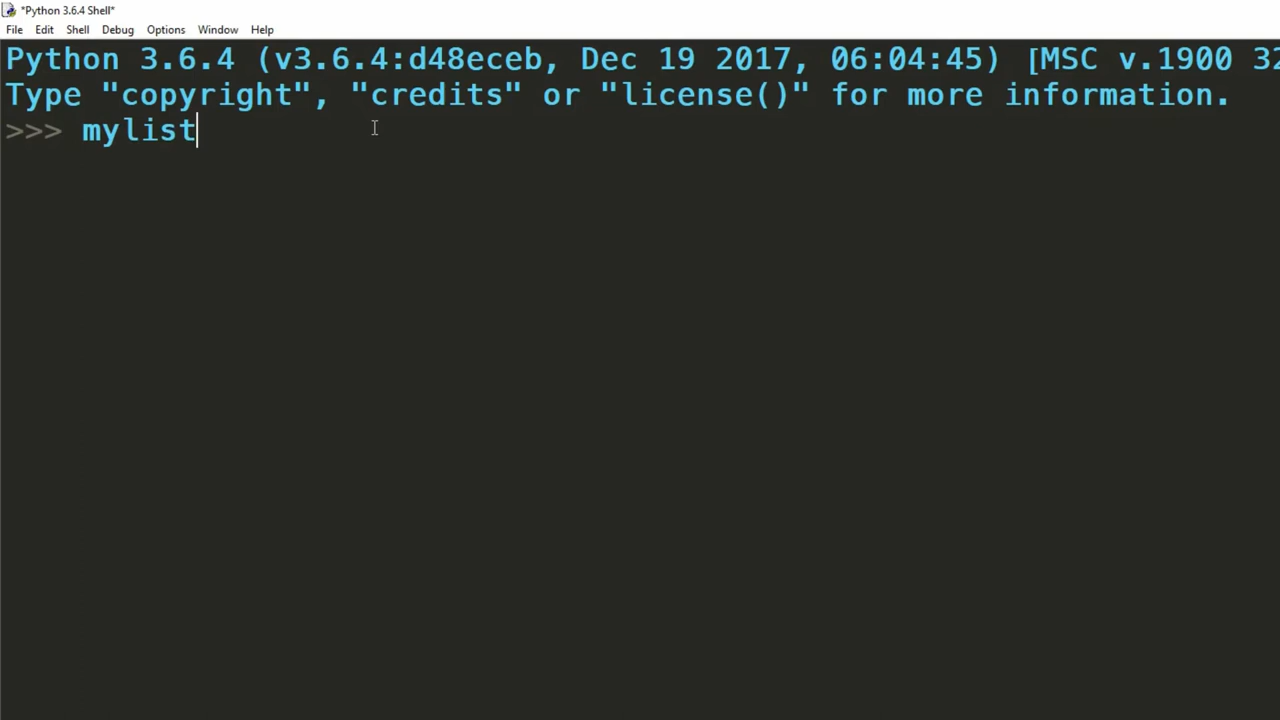 *Python 3.6.4 Shell*
File Edit Shell Debug Options Window Help
Python 3.6.4 (v3.6.4:d48eceb, Dec 19 2017, 06:04:45) [MSC v.1900 32
Type "copyright", "credits" or "license()" for more information.
>>> mylist